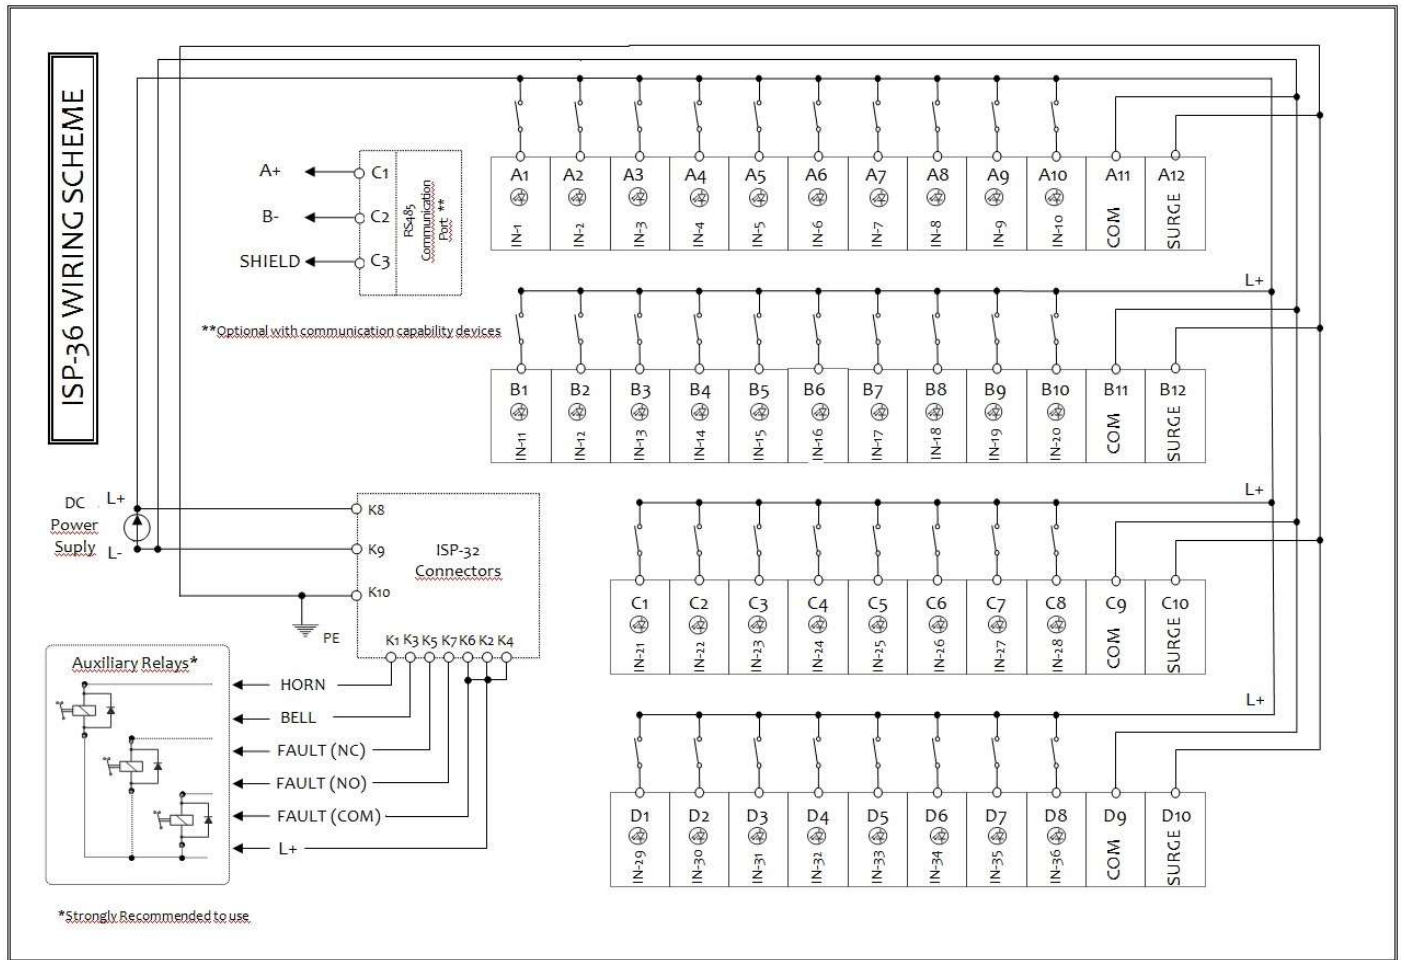 ISP-36 WIRING SCHEME
A+
B-
SHIELD
C1
C2
C3
RS485
Communication
Port **
**Optional with communication capability devices
A1 A2 A3 A4 A5 A6 A7 A8 A9 A10 A11 A12
IN-1 IN-2 IN-3 IN-4 IN-5 IN-6 IN-7 IN-8 IN-9 IN-10 COM SURGE
L+
B1 B2 B3 B4 B5 B6 B7 B8 B9 B10 B11 B12
IN-11 IN-12 IN-13 IN-14 IN-15 IN-16 IN-17 IN-18 IN-19 IN-20 COM SURGE
L+
C1 C2 C3 C4 C5 C6 C7 C8 C9 C10
IN-21 IN-22 IN-23 IN-24 IN-25 IN-26 IN-27 IN-28 COM SURGE
L+
D1 D2 D3 D4 D5 D6 D7 D8 D9 D10
IN-29 IN-30 IN-31 IN-32 IN-33 IN-34 IN-35 IN-36 COM SURGE
DC
Power
Suply
L+
L-
K8
K9
K10
ISP-32
Connectors
PE
K1 K3 K5 K7 K6 K2 K4
Auxiliary Relays*
HORN
BELL
FAULT (NC)
FAULT (NO)
FAULT (COM)
L+
*Strongly Recommended to use